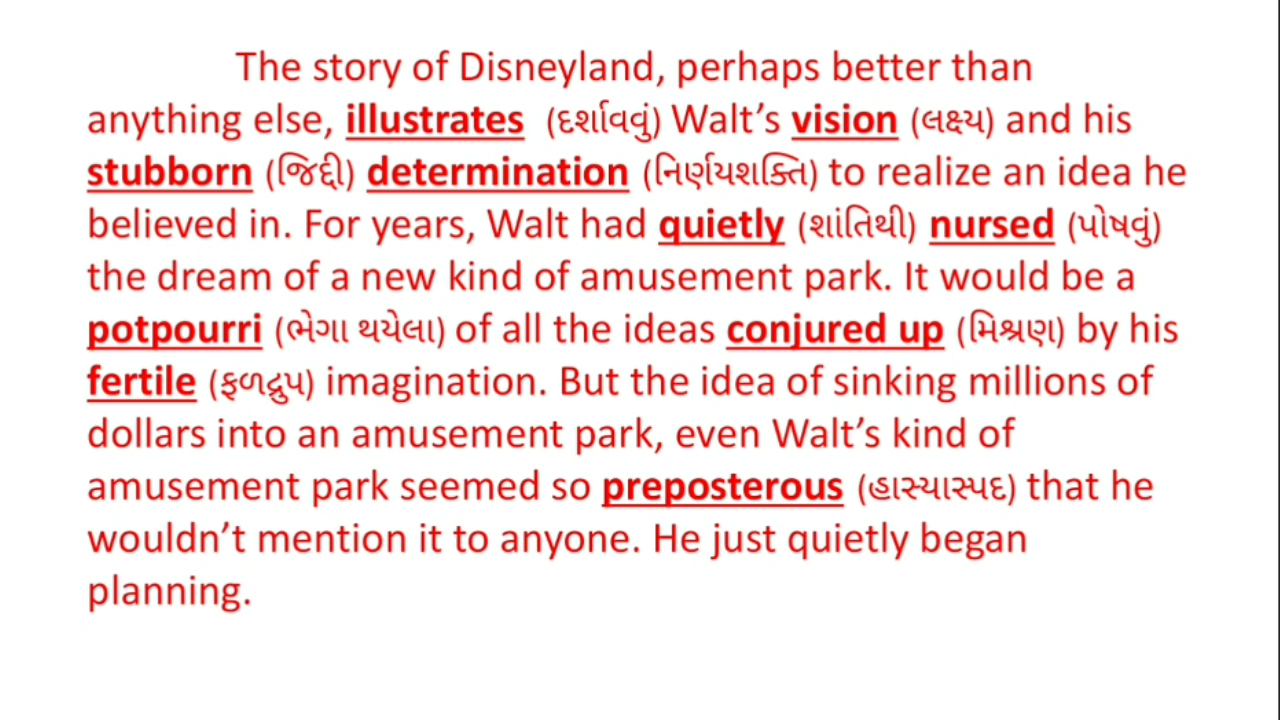 The story of Disneyland, perhaps better than
anything else, illustrates (દર્શાવવું) Walt’s vision (લક્ષ્ય) and his
stubborn (જિદ્દી) determination (નિર્ણયશક્તિ) to realize an idea he
believed in. For years, Walt had quietly (શાંતિથી) nursed (પોષવું)
the dream of a new kind of amusement park. It would be a
potpourri (ભેગા થયેલા) of all the ideas conjured up (મિશ્રણ) by his
fertile (ફળદ્રુપ) imagination. But the idea of sinking millions of
dollars into an amusement park, even Walt’s kind of
amusement park seemed so preposterous (હાસ્યાસ્પદ) that he
wouldn’t mention it to anyone. He just quietly began
planning.